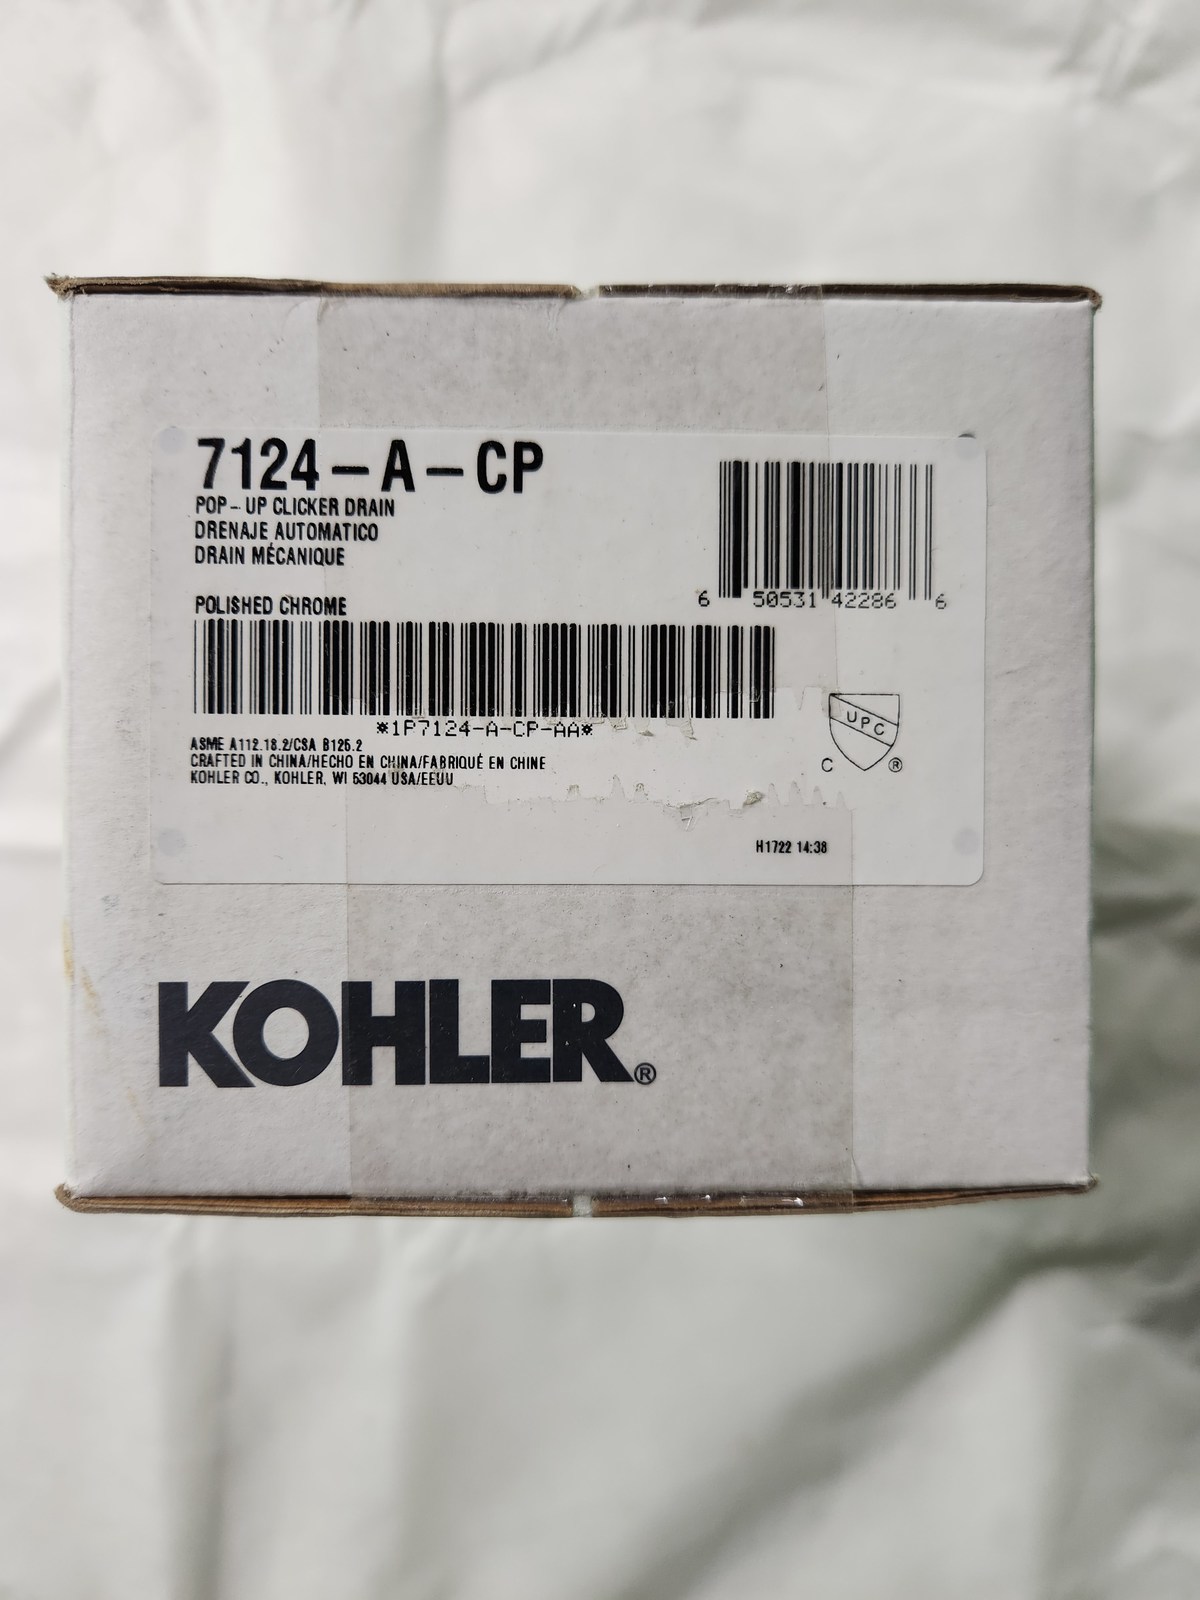 7124-A-CP
POP-UP CLICKER DRAIN
DRENAJE AUTOMATICO
DRAIN MÉCANIQUE
POLISHED CHROME
6 50531 42286 6
*1P7124-A-CP-AA*
ASME A112.18.2/CSA B125.2
CRAFTED IN CHINA/HECHO EN CHINA/FABRIQUÉ EN CHINE
KOHLER CO., KOHLER, WI 53044 USA/EEUU
UPC
C ®
H1722 14:38
KOHLER®